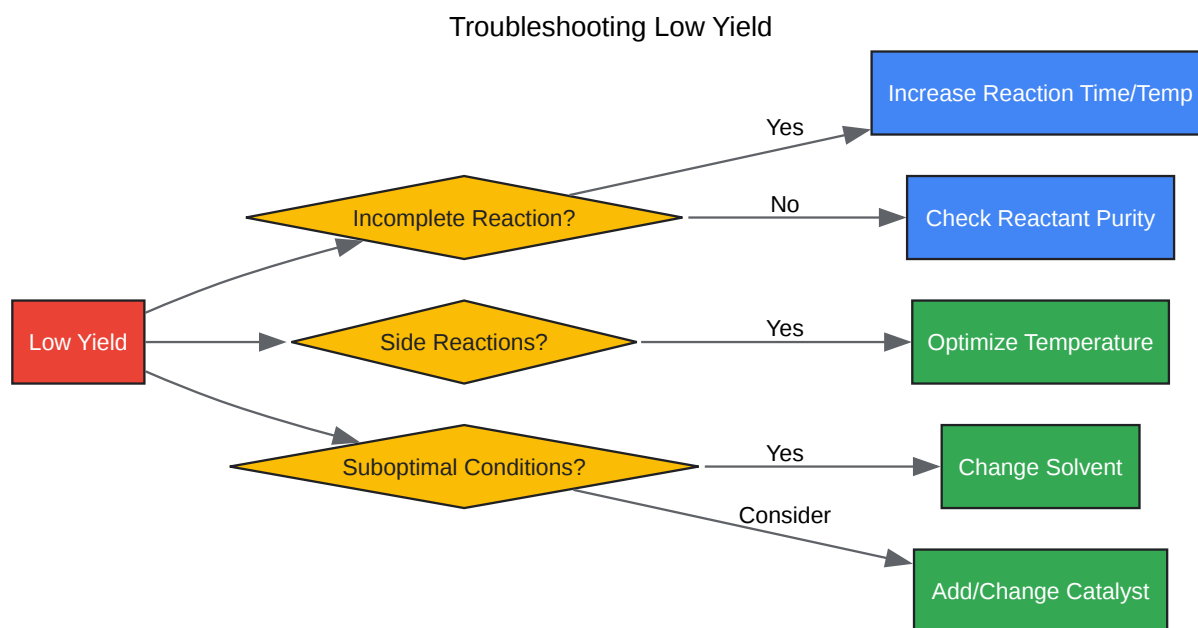 Troubleshooting Low Yield
Increase Reaction Time/Temp
Yes
Incomplete Reaction?
No
Check Reactant Purity
Low Yield
Side Reactions?
Yes
Optimize Temperature
Suboptimal Conditions?
Yes
Change Solvent
Consider
Add/Change Catalyst